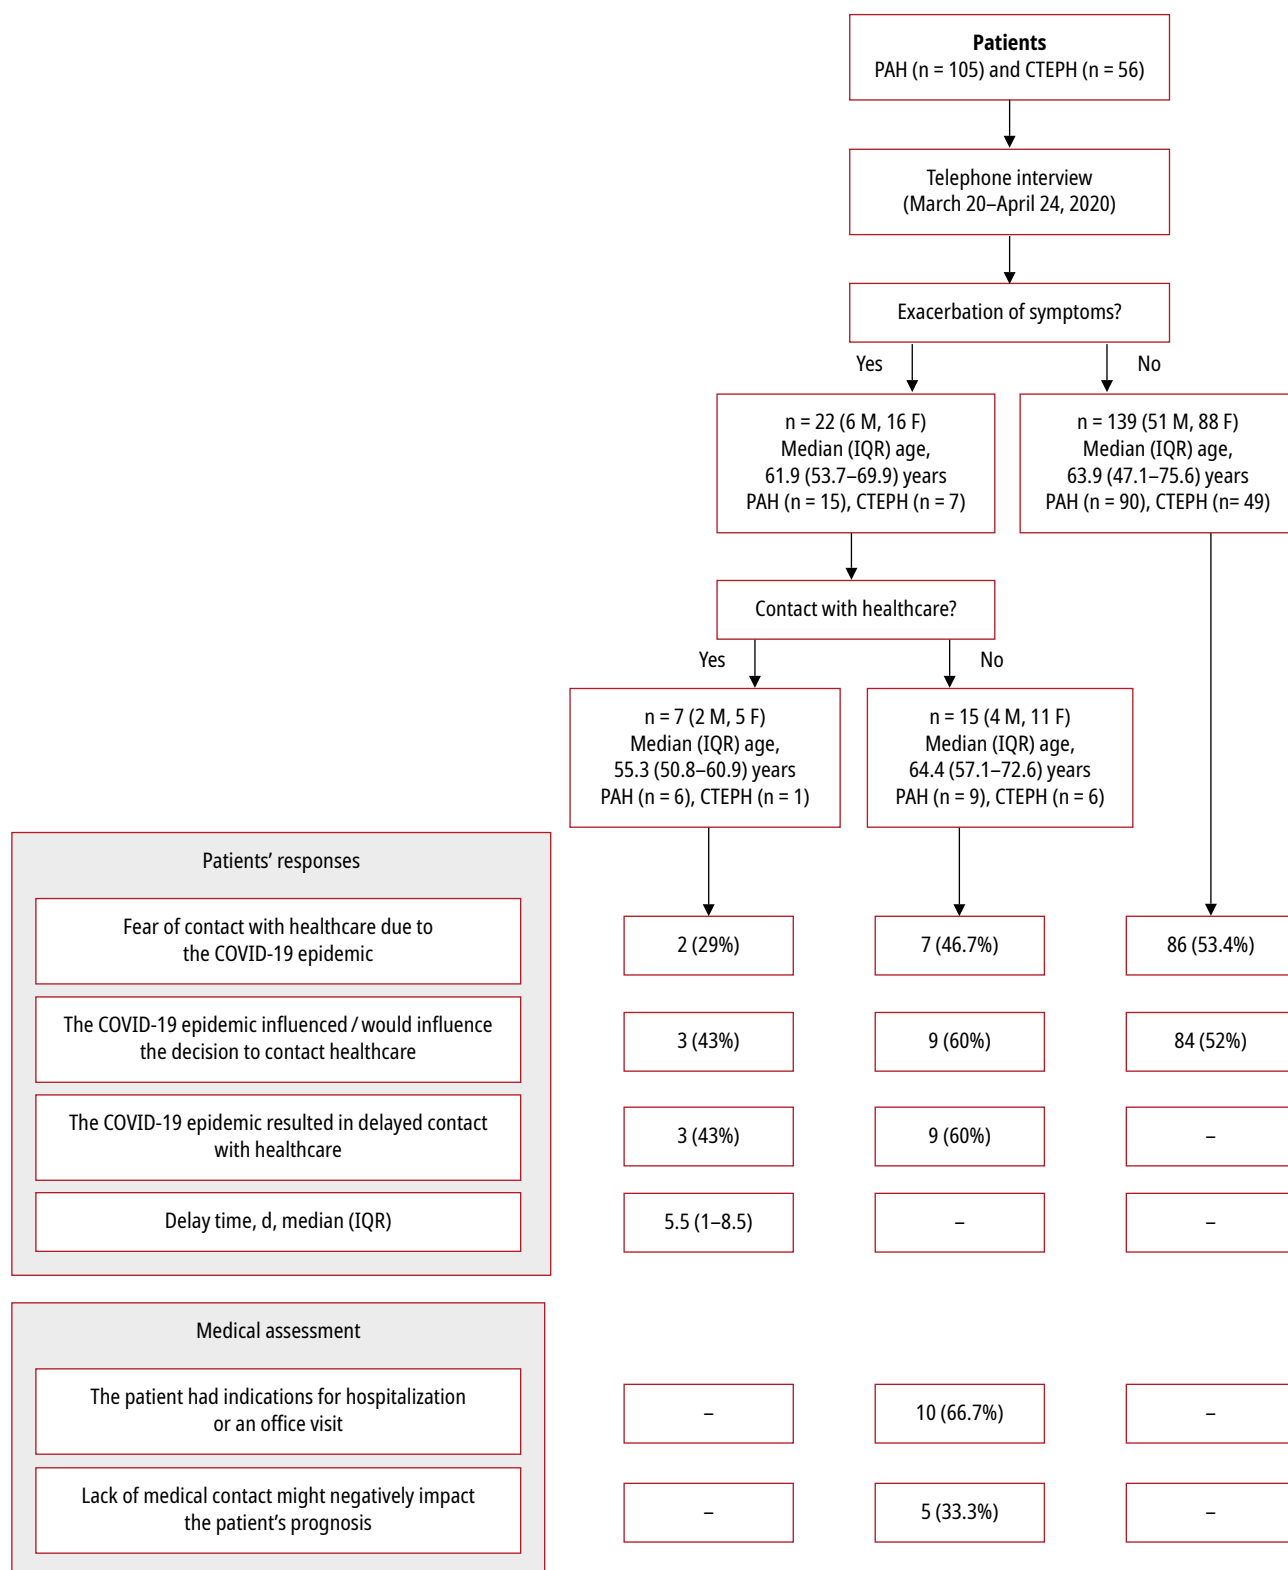 Patients
PAH (n = 105) and CTEPH (n = 56)
Telephone interview
(March 20–April 24, 2020)
Exacerbation of symptoms?
Yes
No
n = 22 (6 M, 16 F)
Median (IQR) age,
61.9 (53.7–69.9) years
PAH (n = 15), CTEPH (n = 7)
n = 139 (51 M, 88 F)
Median (IQR) age,
63.9 (47.1–75.6) years
PAH (n = 90), CTEPH (n= 49)
Contact with healthcare?
Yes
No
n = 7 (2 M, 5 F)
Median (IQR) age,
55.3 (50.8–60.9) years
PAH (n = 6), CTEPH (n = 1)
n = 15 (4 M, 11 F)
Median (IQR) age,
64.4 (57.1–72.6) years
PAH (n = 9), CTEPH (n = 6)
Patients’ responses
Fear of contact with healthcare due to
the COVID-19 epidemic
2 (29%)
7 (46.7%)
86 (53.4%)
The COVID-19 epidemic influenced / would influence
the decision to contact healthcare
3 (43%)
9 (60%)
84 (52%)
The COVID-19 epidemic resulted in delayed contact
with healthcare
3 (43%)
9 (60%)
–
Delay time, d, median (IQR)
5.5 (1–8.5)
–
–
Medical assessment
The patient had indications for hospitalization
or an office visit
–
10 (66.7%)
–
Lack of medical contact might negatively impact
the patient’s prognosis
–
5 (33.3%)
–